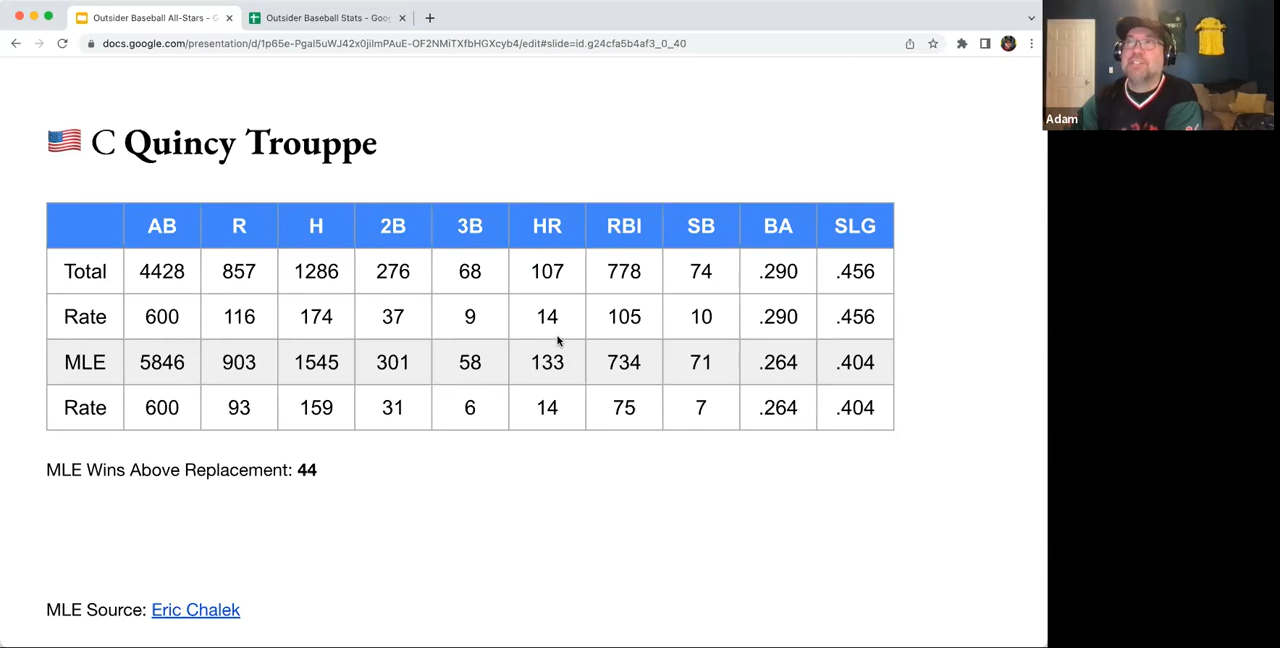 Outsider Baseball All-Stars - G
Outsider Baseball Stats - Goog
docs.google.com/presentation/d/1p65e-Pgal5uWJ42x0jilmPAuE-OF2NMiTXfbHGXcyb4/edit#slide=id.g24cfa5b4af3_0_40
Adam
C Quincy Trouppe
AB R H 2B 3B HR RBI SB BA SLG
Total 4428 857 1286 276 68 107 778 74 .290 .456
Rate 600 116 174 37 9 14 105 10 .290 .456
MLE 5846 903 1545 301 58 133 734 71 .264 .404
Rate 600 93 159 31 6 14 75 7 .264 .404
MLE Wins Above Replacement: 44
MLE Source: Eric Chalek